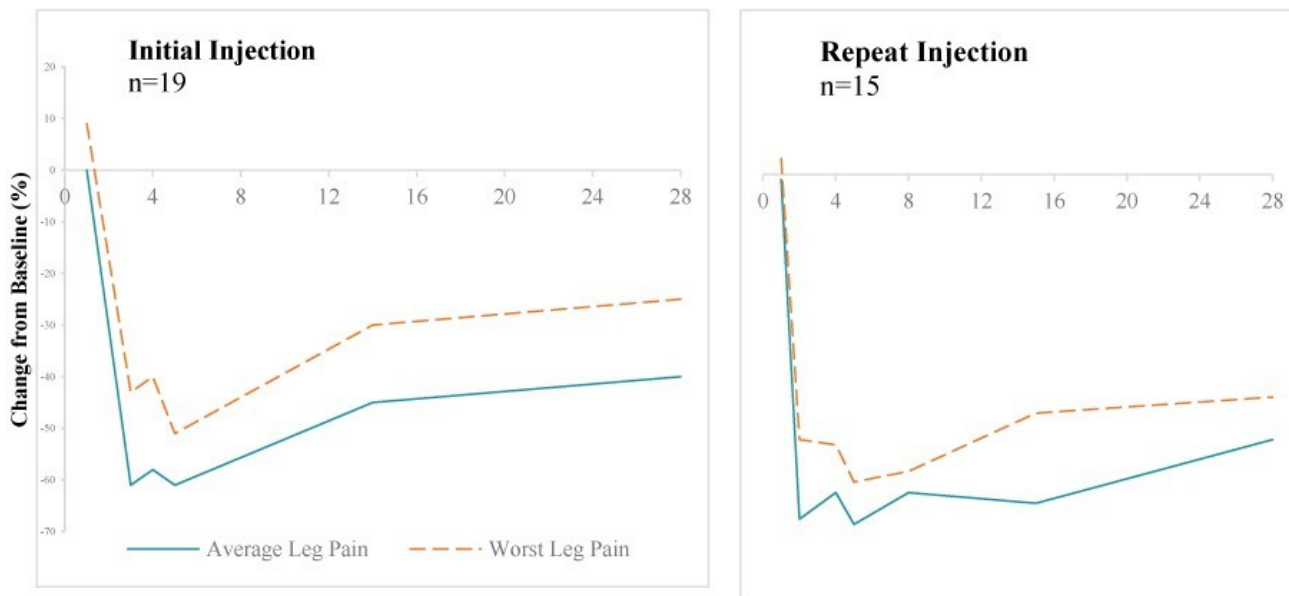 Initial Injection
n=19
20
10
0
-10
-20
-30
-40
-50
-60
-70
Change from Baseline (%)
0 4 8 12 16 20 24 28
Average Leg Pain Worst Leg Pain
Repeat Injection
n=15
0 4 8 12 16 20 24 28